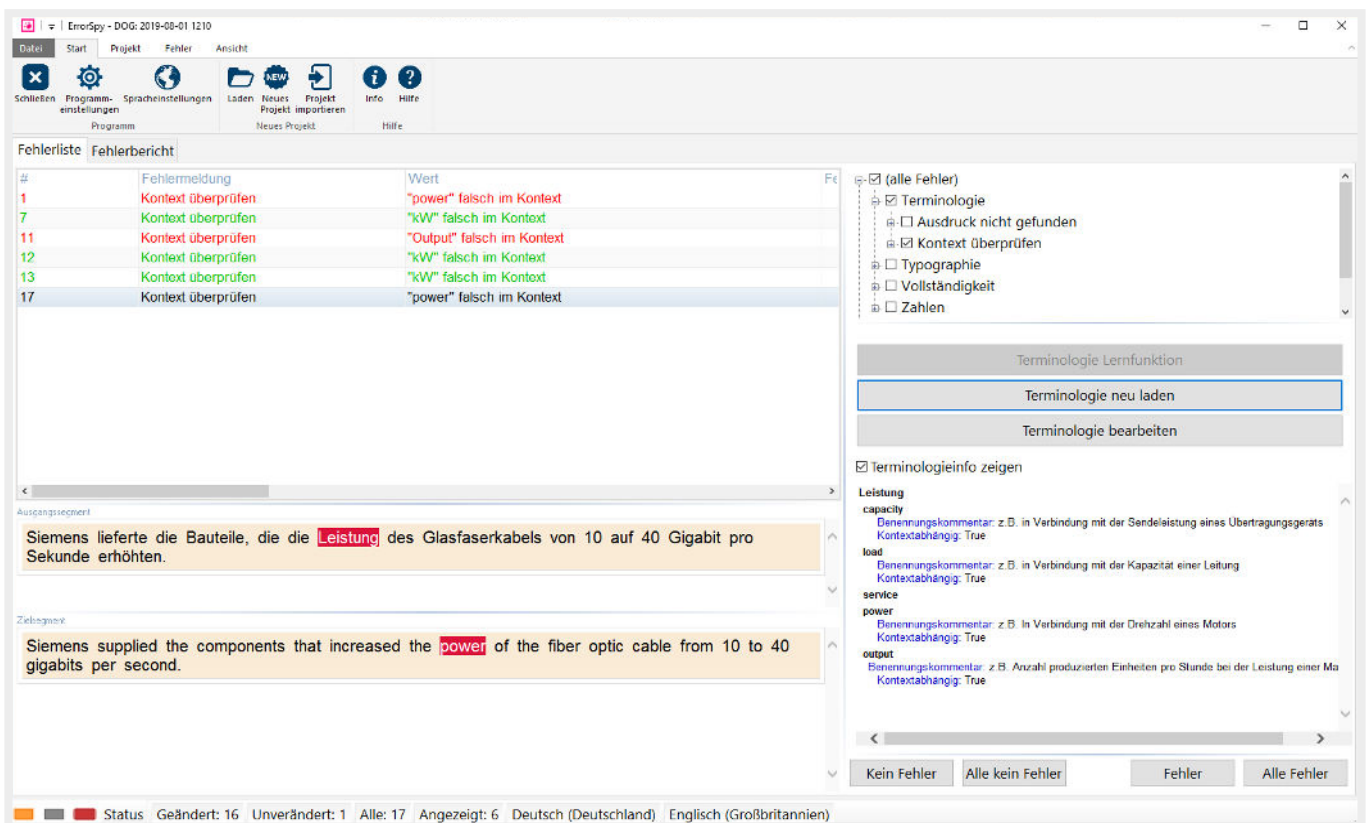 ErrorSpy - DOG: 2019-08-01 1210
Datei Start Projekt Fehler Ansicht
Schließen Programm-einstellungen Spracheinstellungen Laden Neues Projekt Projekt importieren Info Hilfe
NEW
Programm Neues Projekt Hilfe
Fehlerliste Fehlerbericht
# Fehlermeldung Wert Fe
1 Kontext überprüfen "power" falsch im Kontext
7 Kontext überprüfen "kW" falsch im Kontext
11 Kontext überprüfen "Output" falsch im Kontext
12 Kontext überprüfen "kW" falsch im Kontext
13 Kontext überprüfen "kW" falsch im Kontext
17 Kontext überprüfen "power" falsch im Kontext
Ausgangssegment
Siemens lieferte die Bauteile, die die Leistung des Glasfaserkabels von 10 auf 40 Gigabit pro
Sekunde erhöhten.
Zielsegment
Siemens supplied the components that increased the power of the fiber optic cable from 10 to 40
gigabits per second.
(alle Fehler)
Terminologie
Ausdruck nicht gefunden
Kontext überprüfen
Typographie
Vollständigkeit
Zahlen
Terminologie Lernfunktion
Terminologie neu laden
Terminologie bearbeiten
Terminologieinfo zeigen
Leistung
capacity
Benennungskommentar: z.B. in Verbindung mit der Sendeleistung eines Übertragungsgeräts
Kontextabhängig: True
load
Benennungskommentar: z.B. in Verbindung mit der Kapazität einer Leitung
Kontextabhängig: True
service
power
Benennungskommentar: z.B. In Verbindung mit der Drehzahl eines Motors
Kontextabhängig: True
output
Benennungskommentar: z.B. Anzahl produzierten Einheiten pro Stunde bei der Leistung einer Ma
Kontextabhängig: True
Kein Fehler Alle kein Fehler Fehler Alle Fehler
Status Geändert: 16 Unverändert: 1 Alle: 17 Angezeigt: 6 Deutsch (Deutschland) Englisch (Großbritannien)